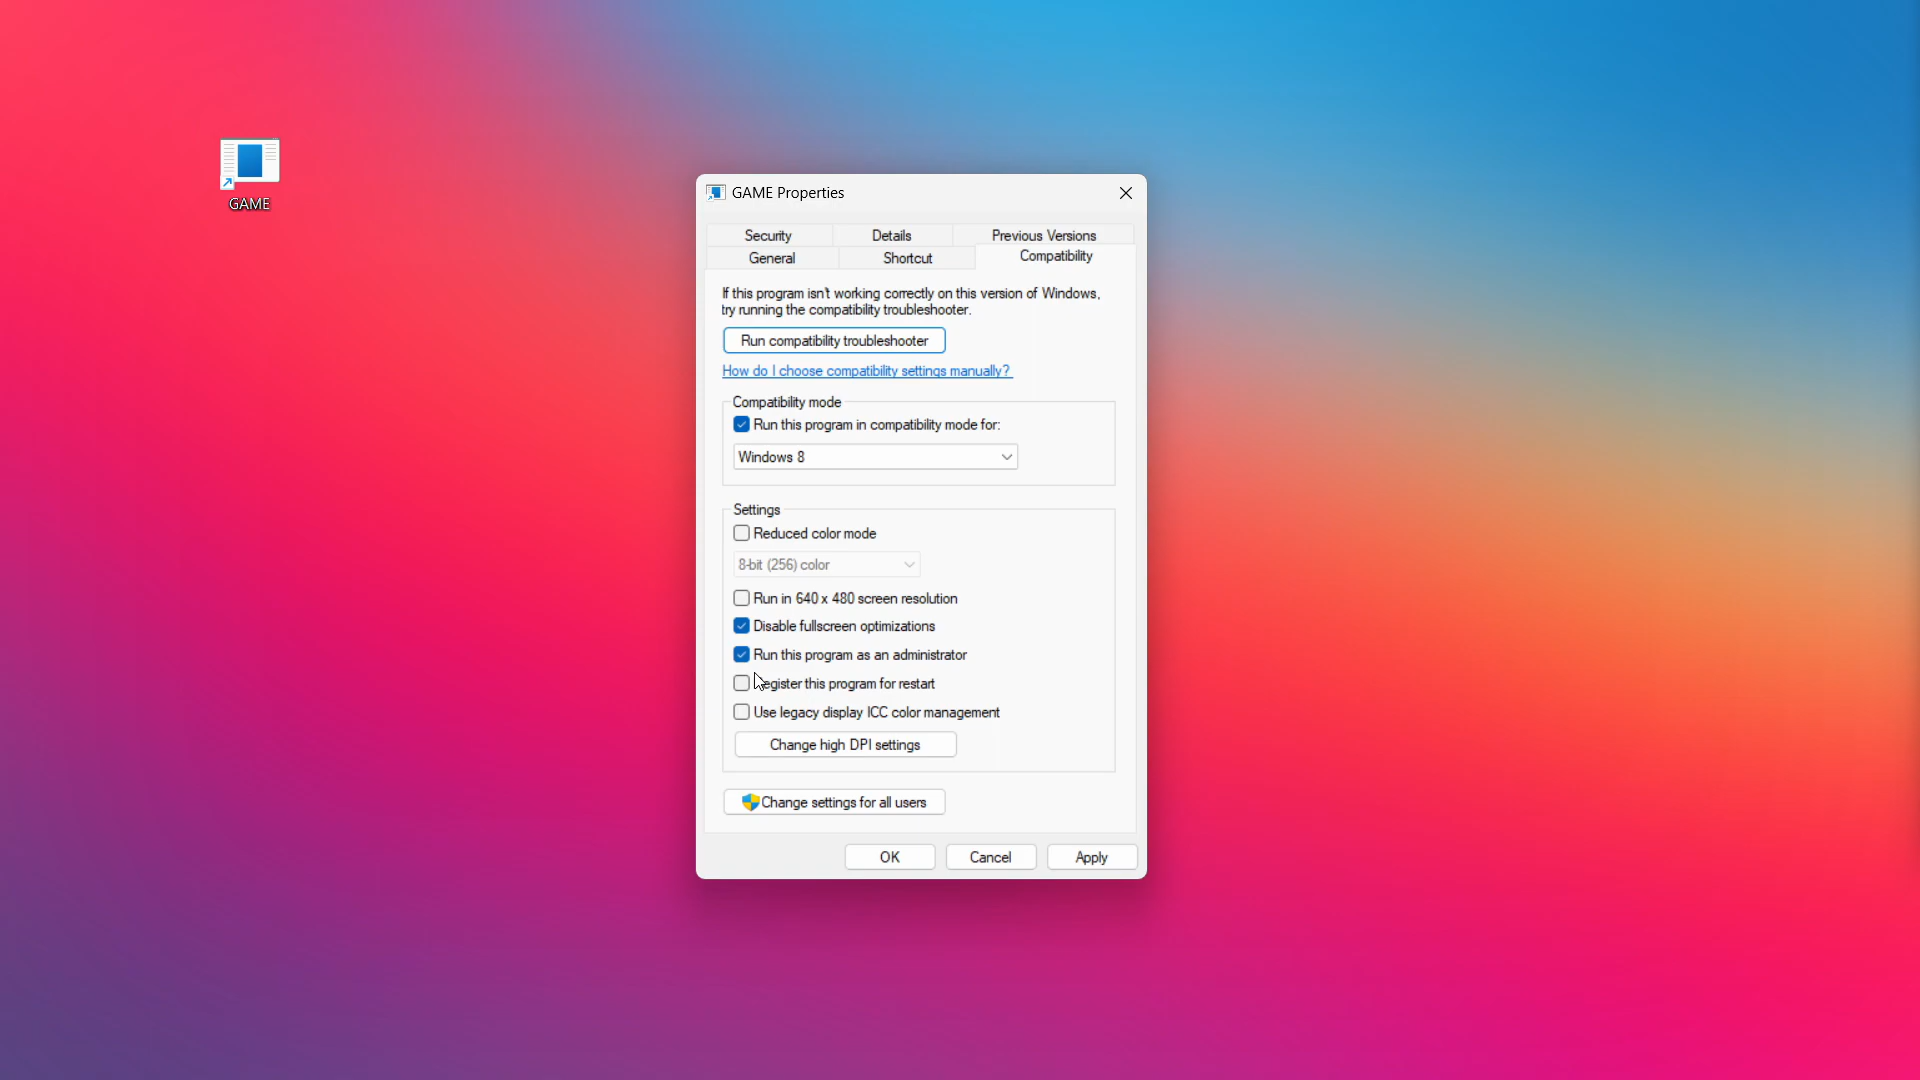 GAME
GAME Properties
Security Details Previous Versions
General Shortcut Compatibility
If this program isn't working correctly on this version of Windows,
try running the compatibility troubleshooter.
Run compatibility troubleshooter
How do I choose compatibility settings manually?
Compatibility mode
Run this program in compatibility mode for:
Windows 8
Settings
Reduced color mode
8-bit (256) color
Run in 640 x 480 screen resolution
Disable fullscreen optimizations
Run this program as an administrator
Register this program for restart
Use legacy display ICC color management
Change high DPI settings
Change settings for all users
OK Cancel Apply